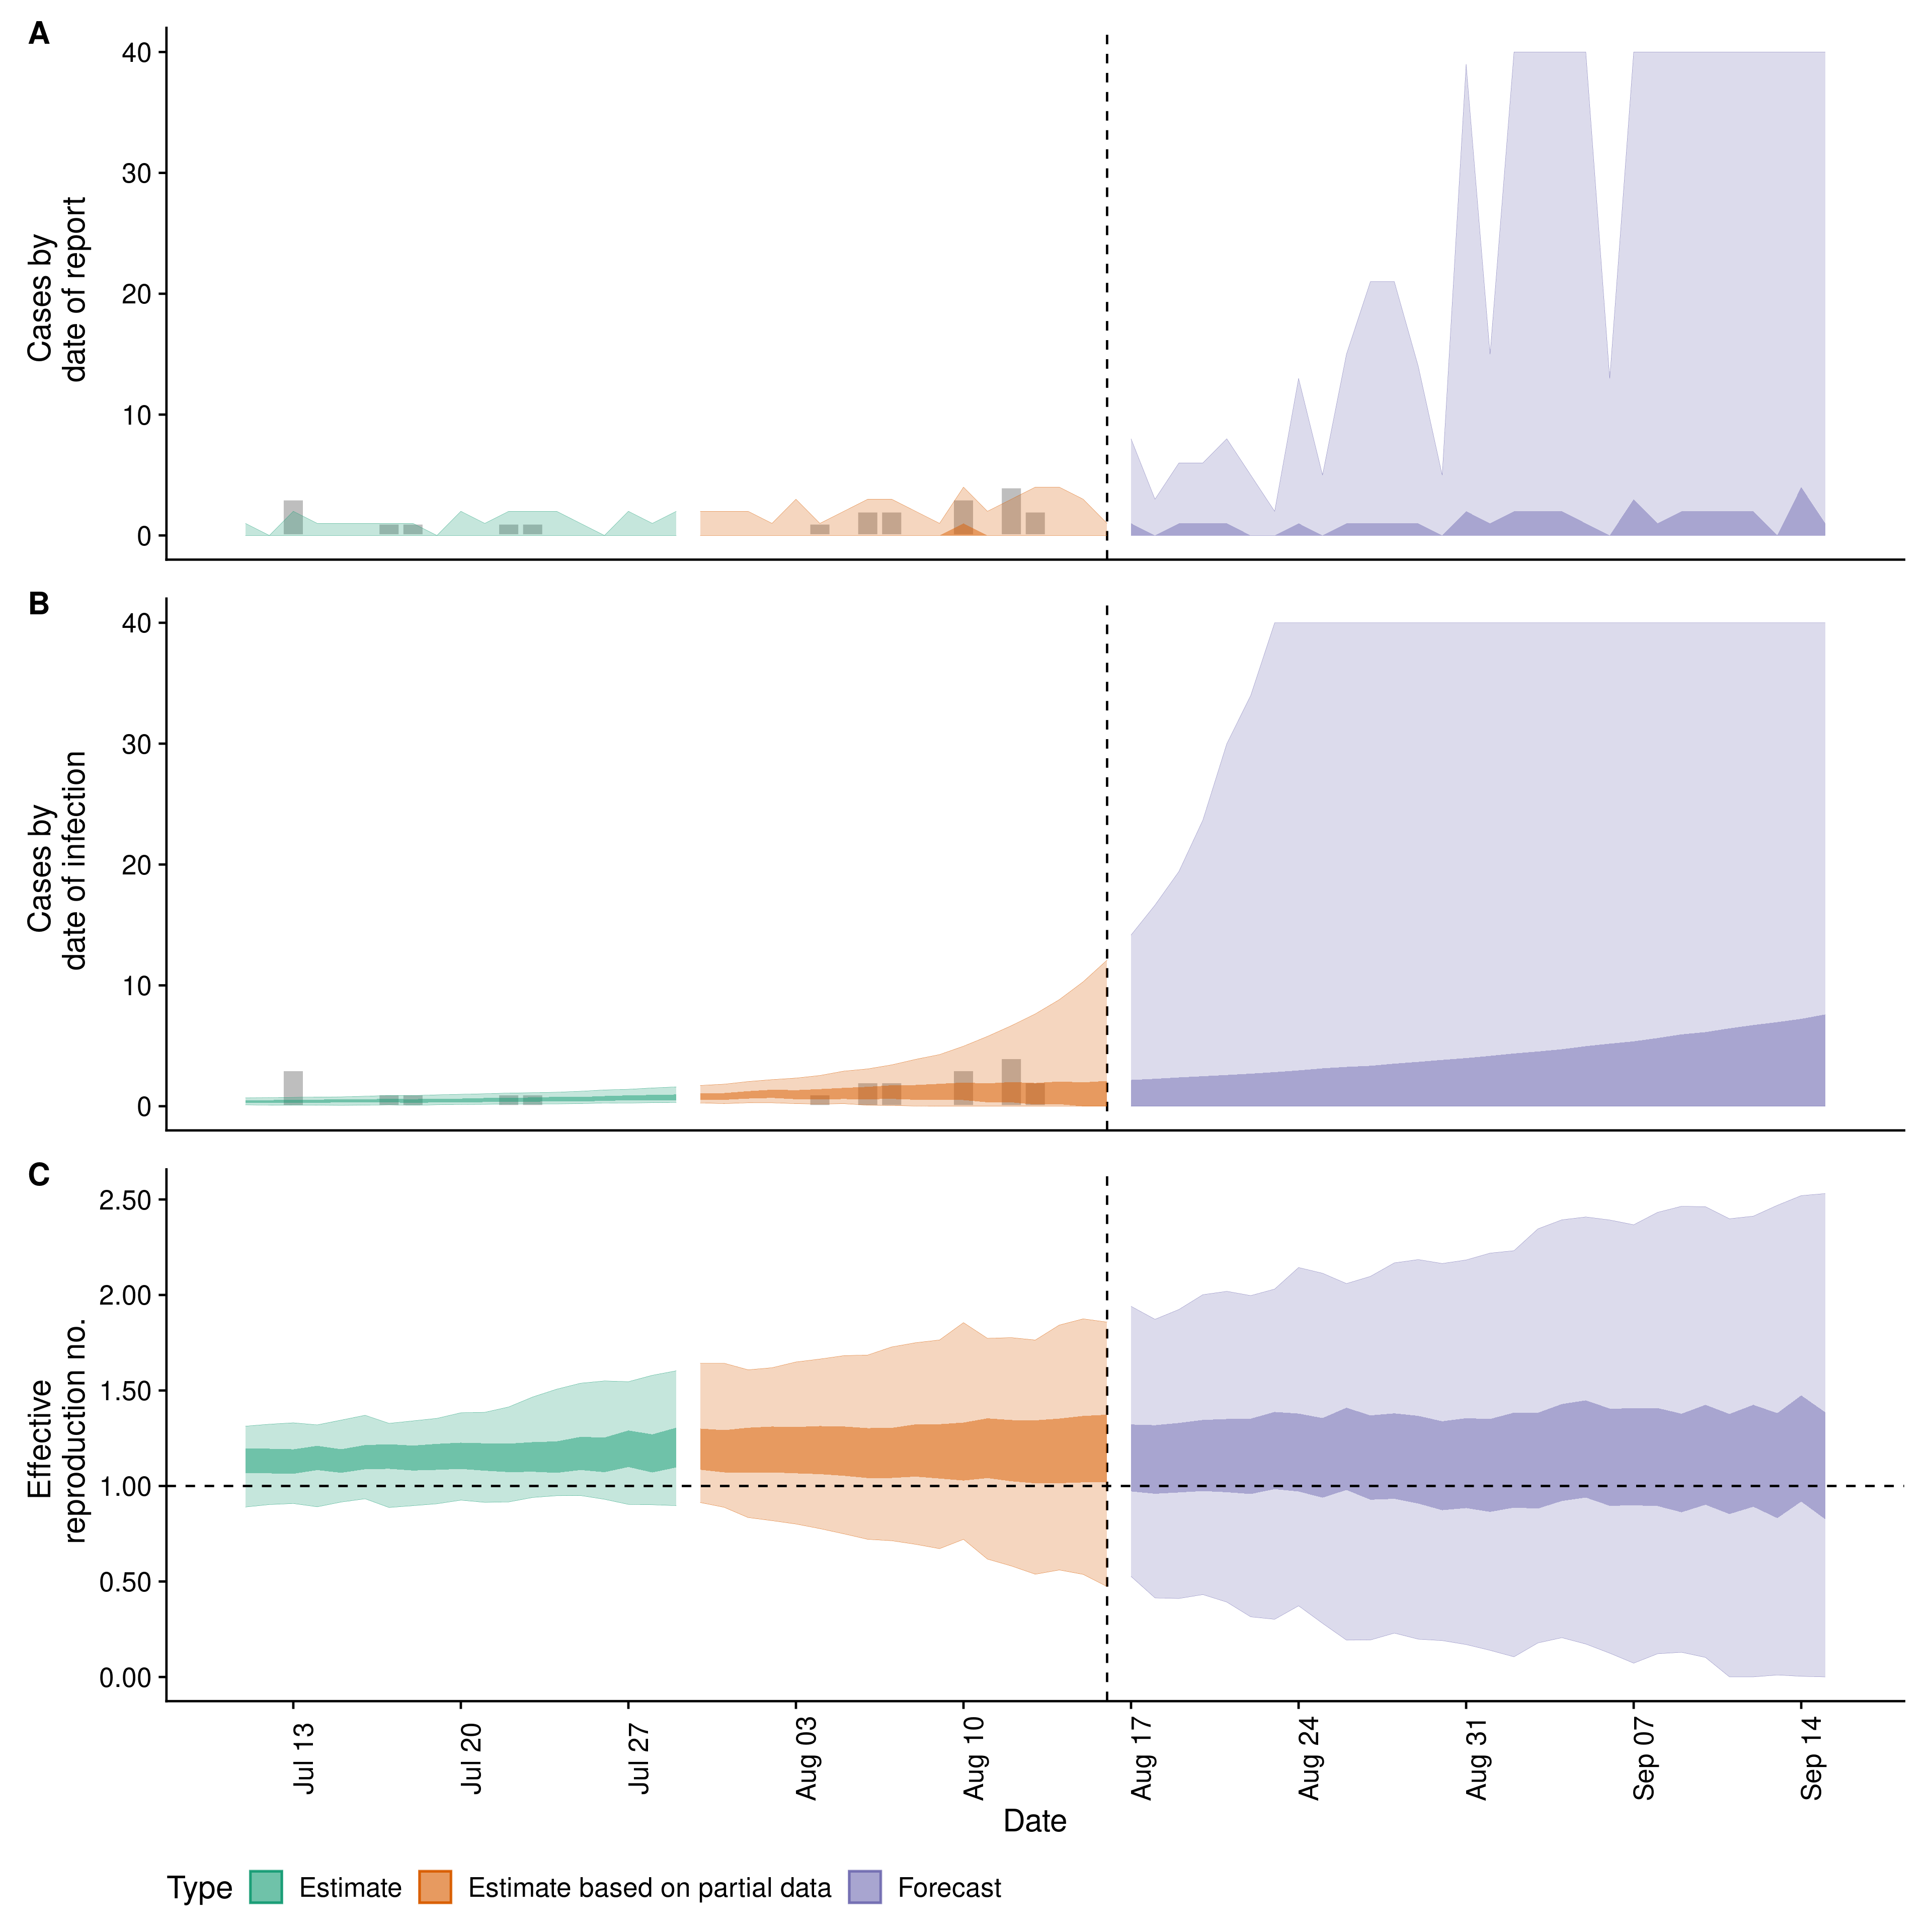 A
40
30
20
10
0
Cases by
date of report
B
40
30
20
10
0
Cases by
date of infection
C
2.50
2.00
1.50
1.00
0.50
0.00
Effective
reproduction no.
Jul 13
Jul 20
Jul 27
Aug 03
Aug 10
Aug 17
Aug 24
Aug 31
Sep 07
Sep 14
Date
Type Estimate Estimate based on partial data Forecast